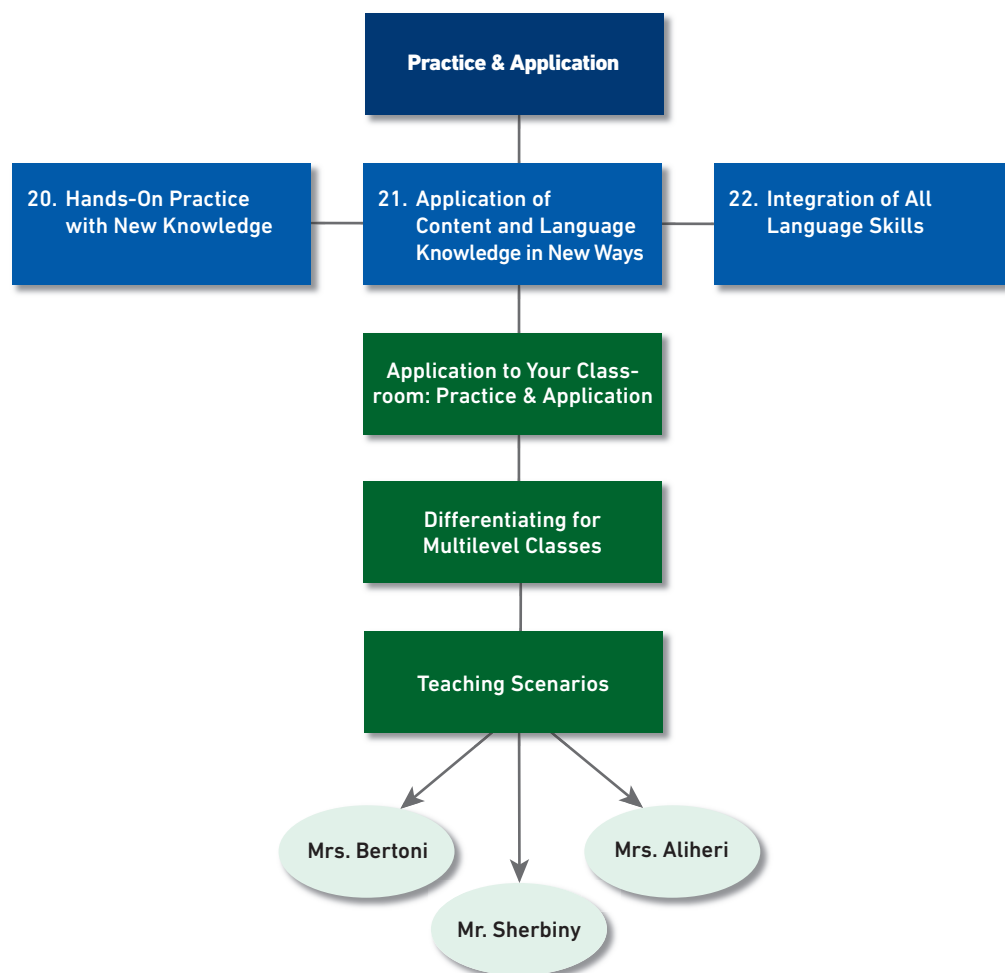 Practice & Application
20. Hands-On Practice
with New Knowledge
21. Application of
Content and Language
Knowledge in New Ways
22. Integration of All
Language Skills
Application to Your Class-
room: Practice & Application
Differentiating for
Multilevel Classes
Teaching Scenarios
Mrs. Bertoni
Mrs. Aliheri
Mr. Sherbiny